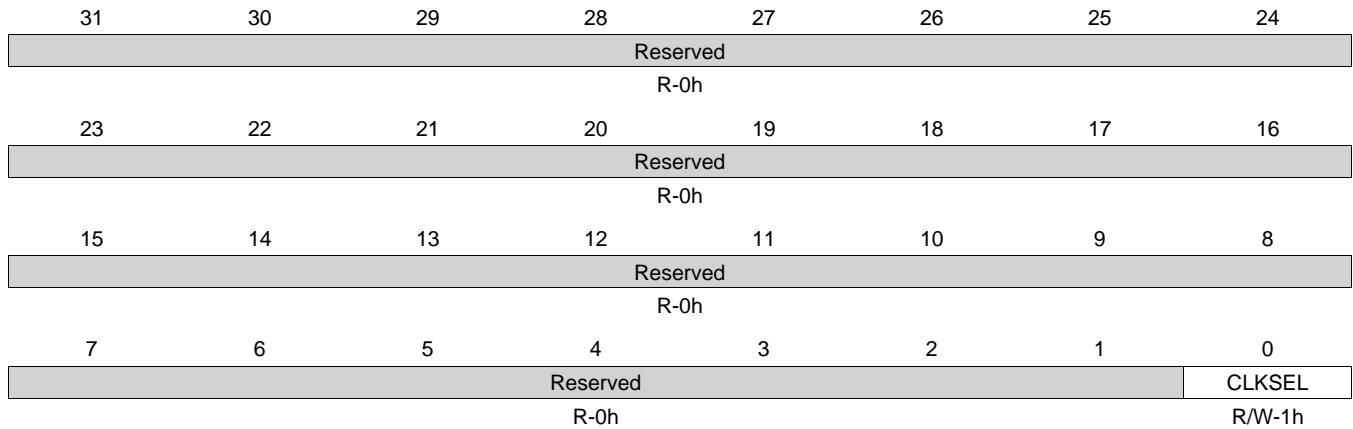 31 30 29 28 27 26 25 24
Reserved
R-0h
23 22 21 20 19 18 17 16
Reserved
R-0h
15 14 13 12 11 10 9 8
Reserved
R-0h
7 6 5 4 3 2 1 0
Reserved CLKSEL
R-0h R/W-1h